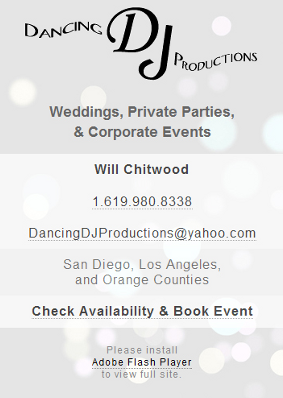 Dancing DJ Productions
Weddings, Private Parties,
& Corporate Events
Will Chitwood
1.619.980.8338
DancingDJProductions@yahoo.com
San Diego, Los Angeles,
and Orange Counties
Check Availability & Book Event
Please install
Adobe Flash Player
to view full site.